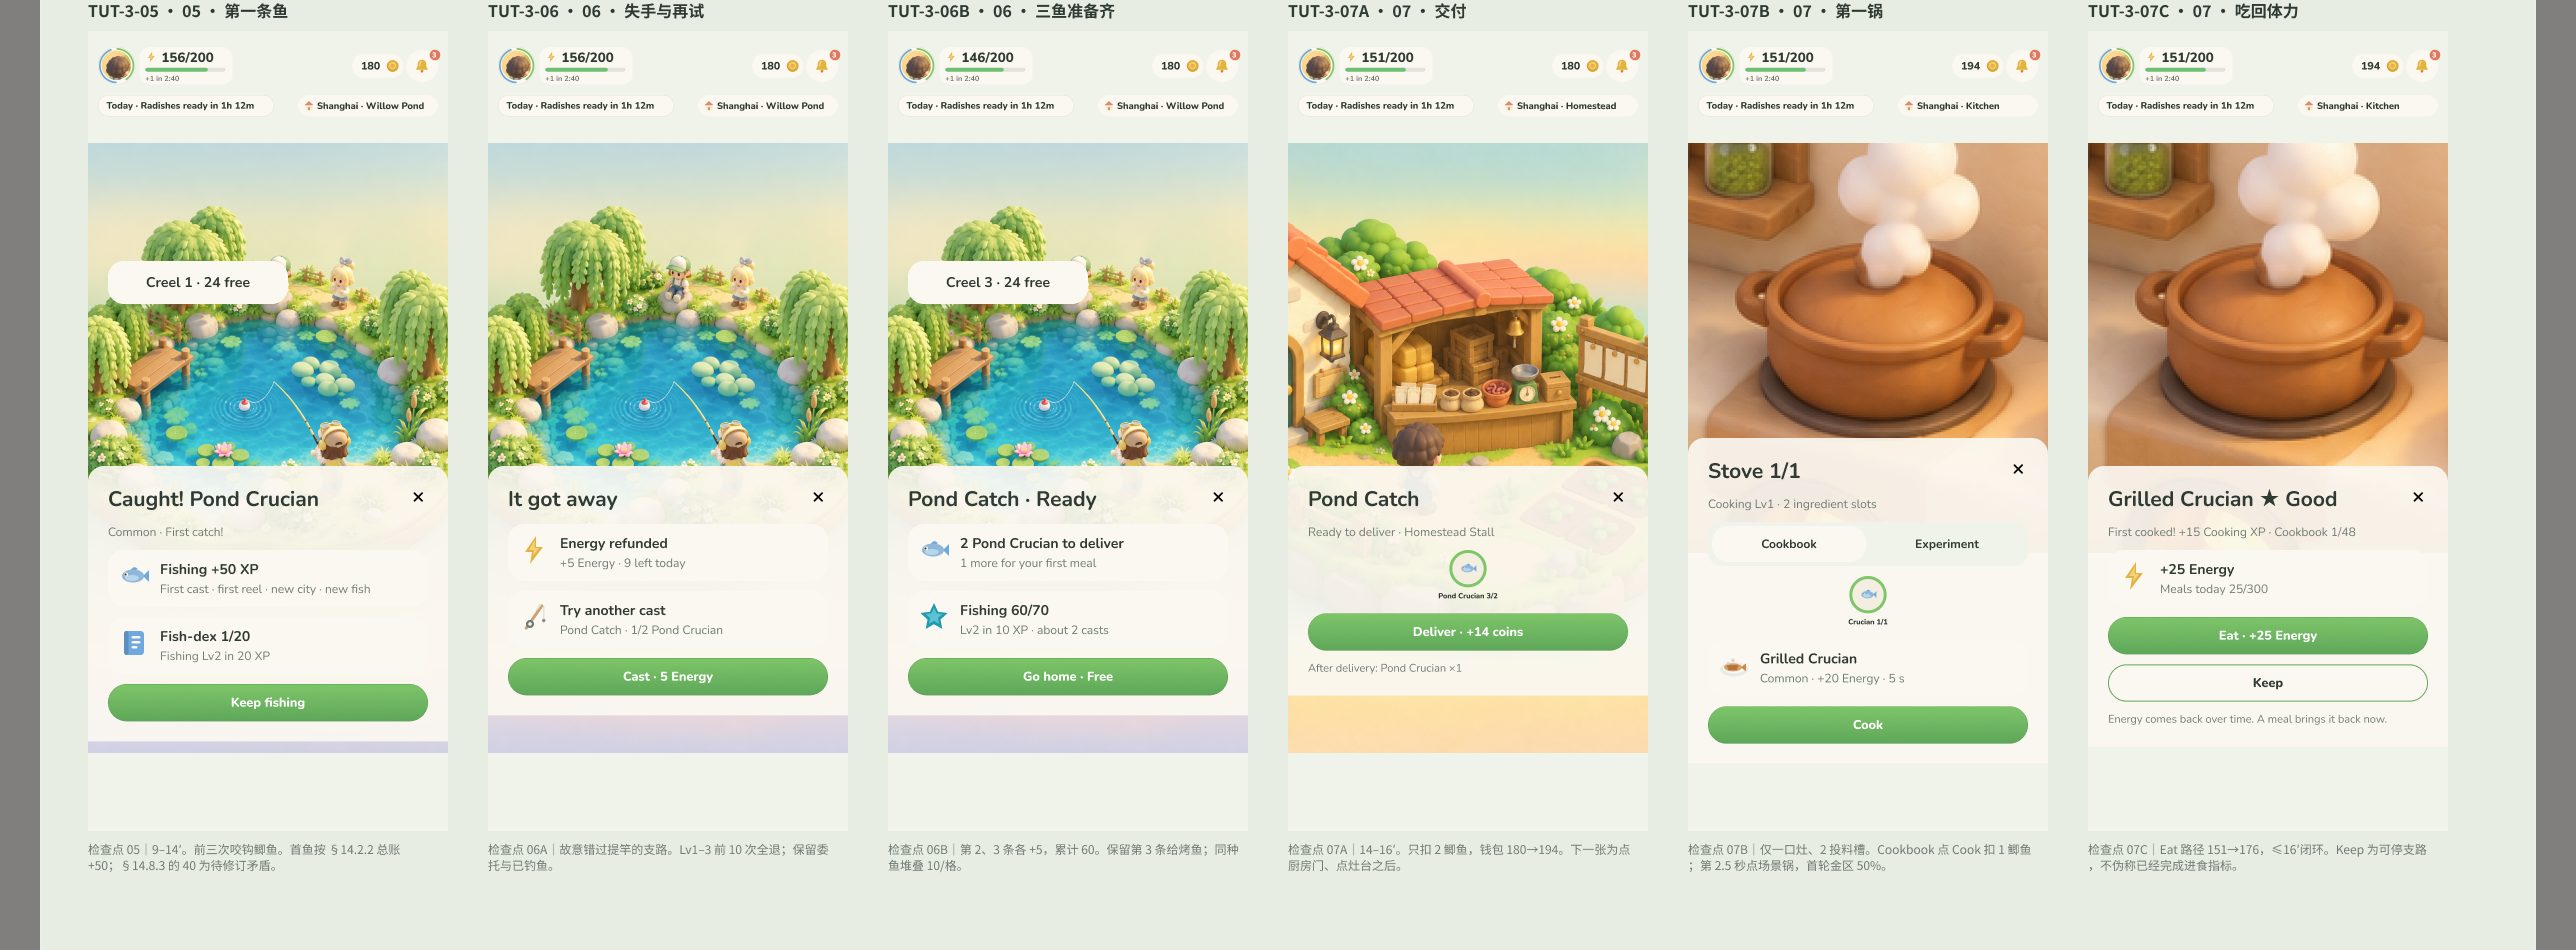 TUT-3-05 · 05 · 第一条鱼
156/200
+1 in 2:40
180
3
Today · Radishes ready in 1h 12m
Shanghai · Willow Pond
Creel 1 · 24 free
Caught! Pond Crucian
Common · First catch!
Fishing +50 XP
First cast · first reel · new city · new fish
Fish-dex 1/20
Fishing Lv2 in 20 XP
Keep fishing
检查点 05｜9–14′。前三次咬钩鲫鱼。首鱼按 §14.2.2 总账
+50；§14.8.3 的 40 为待修订矛盾。
TUT-3-06 · 06 · 失手与再试
156/200
+1 in 2:40
180
3
Today · Radishes ready in 1h 12m
Shanghai · Willow Pond
It got away
Energy refunded
+5 Energy · 9 left today
Try another cast
Pond Catch · 1/2 Pond Crucian
Cast · 5 Energy
检查点 06A｜故意错过提竿的支路。Lv1–3 前 10 次全退；保留委
托与已钓鱼。
TUT-3-06B · 06 · 三鱼准备齐
146/200
+1 in 2:40
180
3
Today · Radishes ready in 1h 12m
Shanghai · Willow Pond
Creel 3 · 24 free
Pond Catch · Ready
2 Pond Crucian to deliver
1 more for your first meal
Fishing 60/70
Lv2 in 10 XP · about 2 casts
Go home · Free
检查点 06B｜第 2、3 条各 +5，累计 60。保留第 3 条给烤鱼；同种
鱼堆叠 10/格。
TUT-3-07A · 07 · 交付
151/200
+1 in 2:40
180
3
Today · Radishes ready in 1h 12m
Shanghai · Homestead
Pond Catch
Ready to deliver · Homestead Stall
Pond Crucian 3/2
Deliver · +14 coins
After delivery: Pond Crucian ×1
检查点 07A｜14–16′。只扣 2 鲫鱼，钱包 180→194。下一张为点
厨房门、点灶台之后。
TUT-3-07B · 07 · 第一锅
151/200
+1 in 2:40
194
3
Today · Radishes ready in 1h 12m
Shanghai · Kitchen
Stove 1/1
Cooking Lv1 · 2 ingredient slots
Cookbook
Experiment
Crucian 1/1
Grilled Crucian
Common · +20 Energy · 5 s
Cook
检查点 07B｜仅一口灶、2 投料槽。Cookbook 点 Cook 扣 1 鲫鱼
；第 2.5 秒点场景锅，首轮金区 50%。
TUT-3-07C · 07 · 吃回体力
151/200
+1 in 2:40
194
3
Today · Radishes ready in 1h 12m
Shanghai · Kitchen
Grilled Crucian ★ Good
First cooked! +15 Cooking XP · Cookbook 1/48
+25 Energy
Meals today 25/300
Eat · +25 Energy
Keep
Energy comes back over time. A meal brings it back now.
检查点 07C｜Eat 路径 151→176，≤16′闭环。Keep 为可停支路
，不伪称已经完成进食指标。